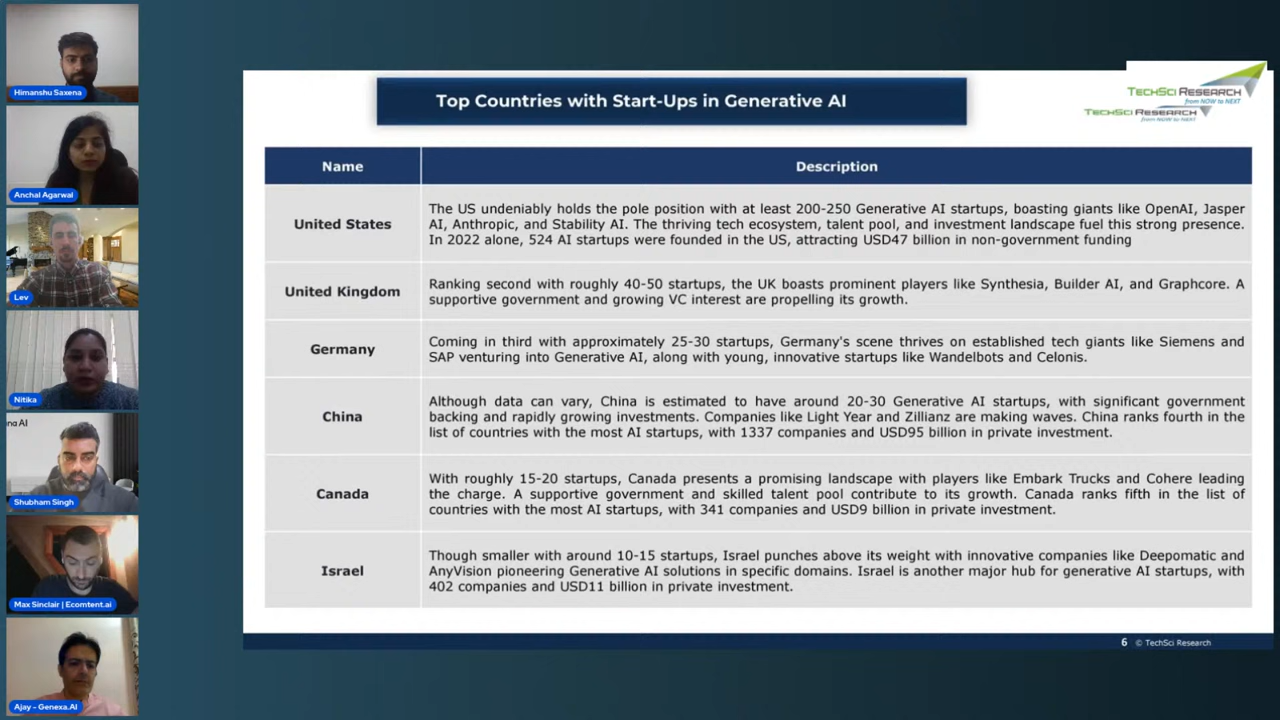 Himanshu Saxena
Anchal Agarwal
Lev
Nitika
na AI
Shubham Singh
Max Sinclair | Ecomtent.ai
Ajay - Genexa.AI
Top Countries with Start-Ups in Generative AI
TECHSCI RESEARCH
from NOW to NEXT
TECHSCI RESEARCH
from NOW to NEXT
Name
Description
United States
The US undeniably holds the pole position with at least 200-250 Generative AI startups, boasting giants like OpenAI, Jasper
AI, Anthropic, and Stability AI. The thriving tech ecosystem, talent pool, and investment landscape fuel this strong presence.
In 2022 alone, 524 AI startups were founded in the US, attracting USD47 billion in non-government funding
United Kingdom
Ranking second with roughly 40-50 startups, the UK boasts prominent players like Synthesia, Builder AI, and Graphcore. A
supportive government and growing VC interest are propelling its growth.
Germany
Coming in third with approximately 25-30 startups, Germany's scene thrives on established tech giants like Siemens and
SAP venturing into Generative AI, along with young, innovative startups like Wandelbots and Celonis.
China
Although data can vary, China is estimated to have around 20-30 Generative AI startups, with significant government
backing and rapidly growing investments. Companies like Light Year and Zillianz are making waves. China ranks fourth in the
list of countries with the most AI startups, with 1337 companies and USD95 billion in private investment.
Canada
With roughly 15-20 startups, Canada presents a promising landscape with players like Embark Trucks and Cohere leading
the charge. A supportive government and skilled talent pool contribute to its growth. Canada ranks fifth in the list of
countries with the most AI startups, with 341 companies and USD9 billion in private investment.
Israel
Though smaller with around 10-15 startups, Israel punches above its weight with innovative companies like Deepomatic and
AnyVision pioneering Generative AI solutions in specific domains. Israel is another major hub for generative AI startups, with
402 companies and USD11 billion in private investment.
6 © TechSci Research